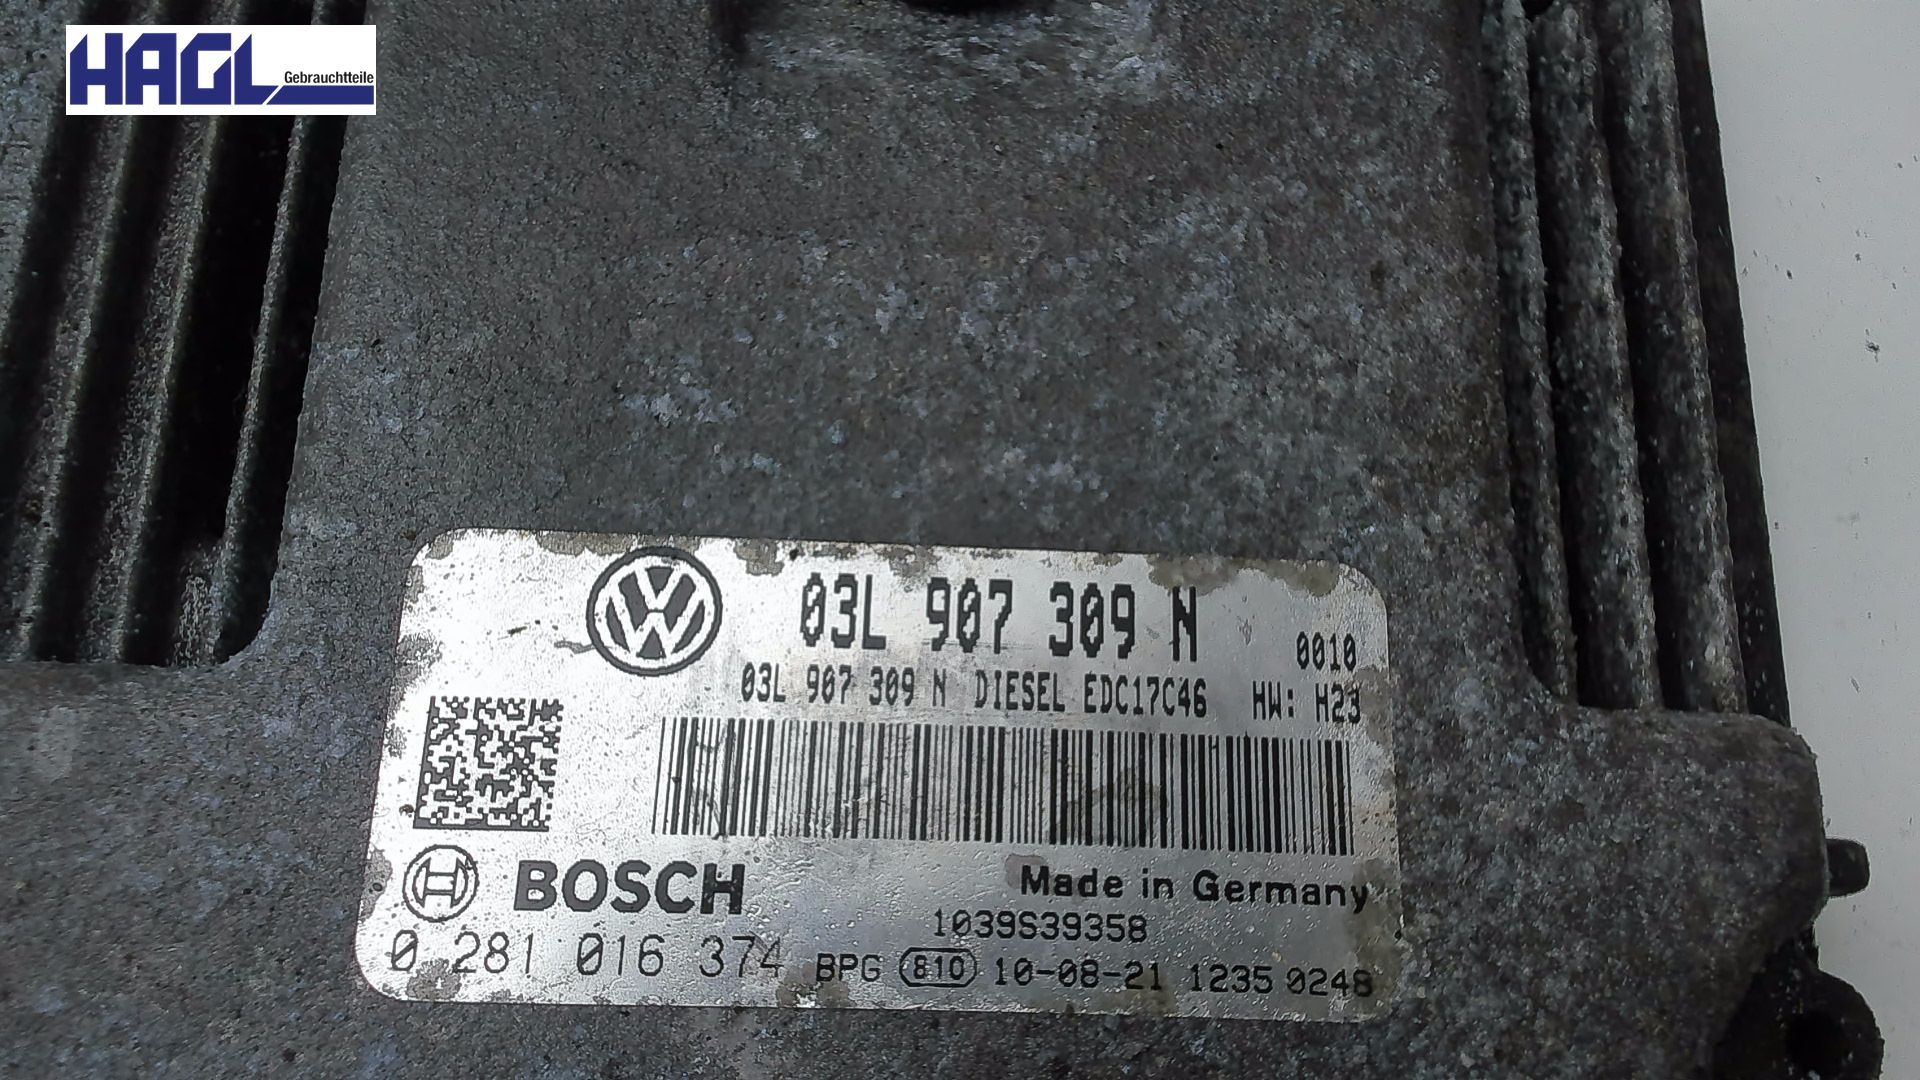 HAGL
Gebrauchtteile
03L 907 309 N 0010
03L 907 309 N DIESEL EDC17C46 HW: H23
BOSCH Made in Germany
1039S39358
0 281 016 374 BPG 810 10-08-21 1235 0248